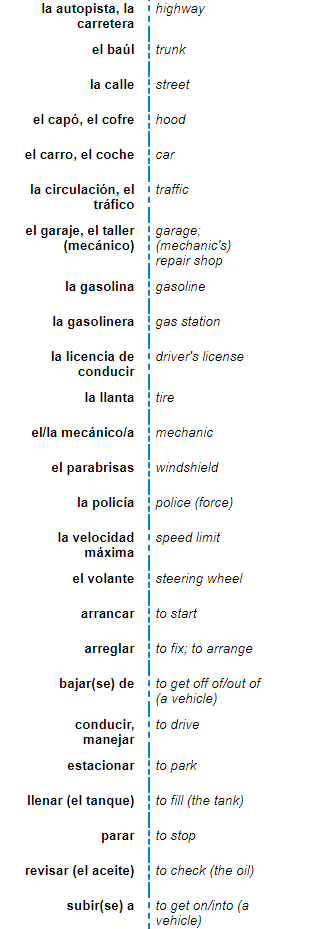 la autopista, la highway
carretera
el baúl trunk
la calle street
el capó, el cofre hood
el carro, el coche car
la circulación, el traffic
tráfico
el garaje, el taller garage;
(mecánico) (mechanic's)
repair shop
la gasolina gasoline
la gasolinera gas station
la licencia de driver's license
conducir
la llanta tire
el/la mecánico/a mechanic
el parabrisas windshield
la policía police (force)
la velocidad speed limit
máxima
el volante steering wheel
arrancar to start
arreglar to fix; to arrange
bajar(se) de to get off of/out of
(a vehicle)
conducir, to drive
manejar
estacionar to park
llenar (el tanque) to fill (the tank)
parar to stop
revisar (el aceite) to check (the oil)
subir(se) a to get on/into (a
vehicle)